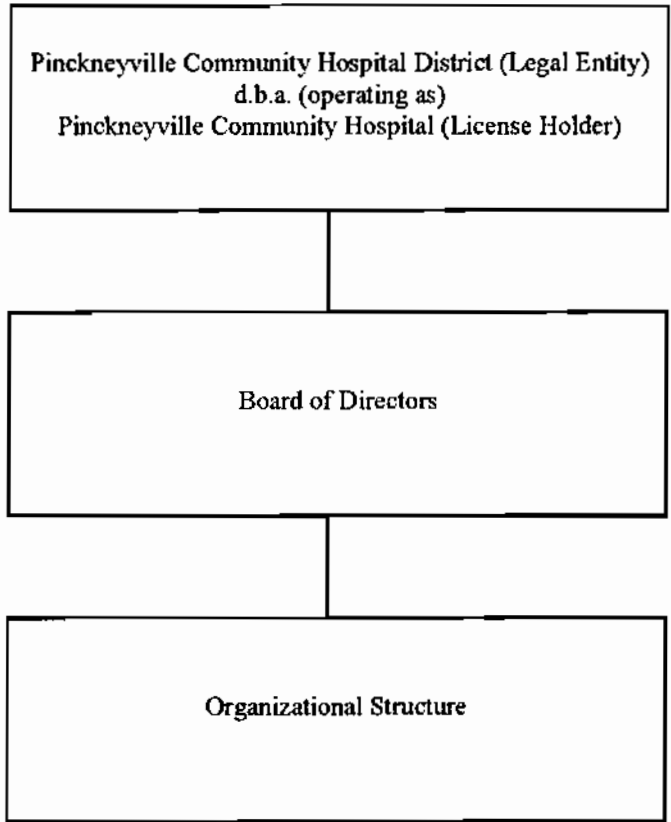 Pinckneyville Community Hospital District (Legal Entity)
d.b.a. (operating as)
Pinckneyville Community Hospital (License Holder)
Board of Directors
Organizational Structure